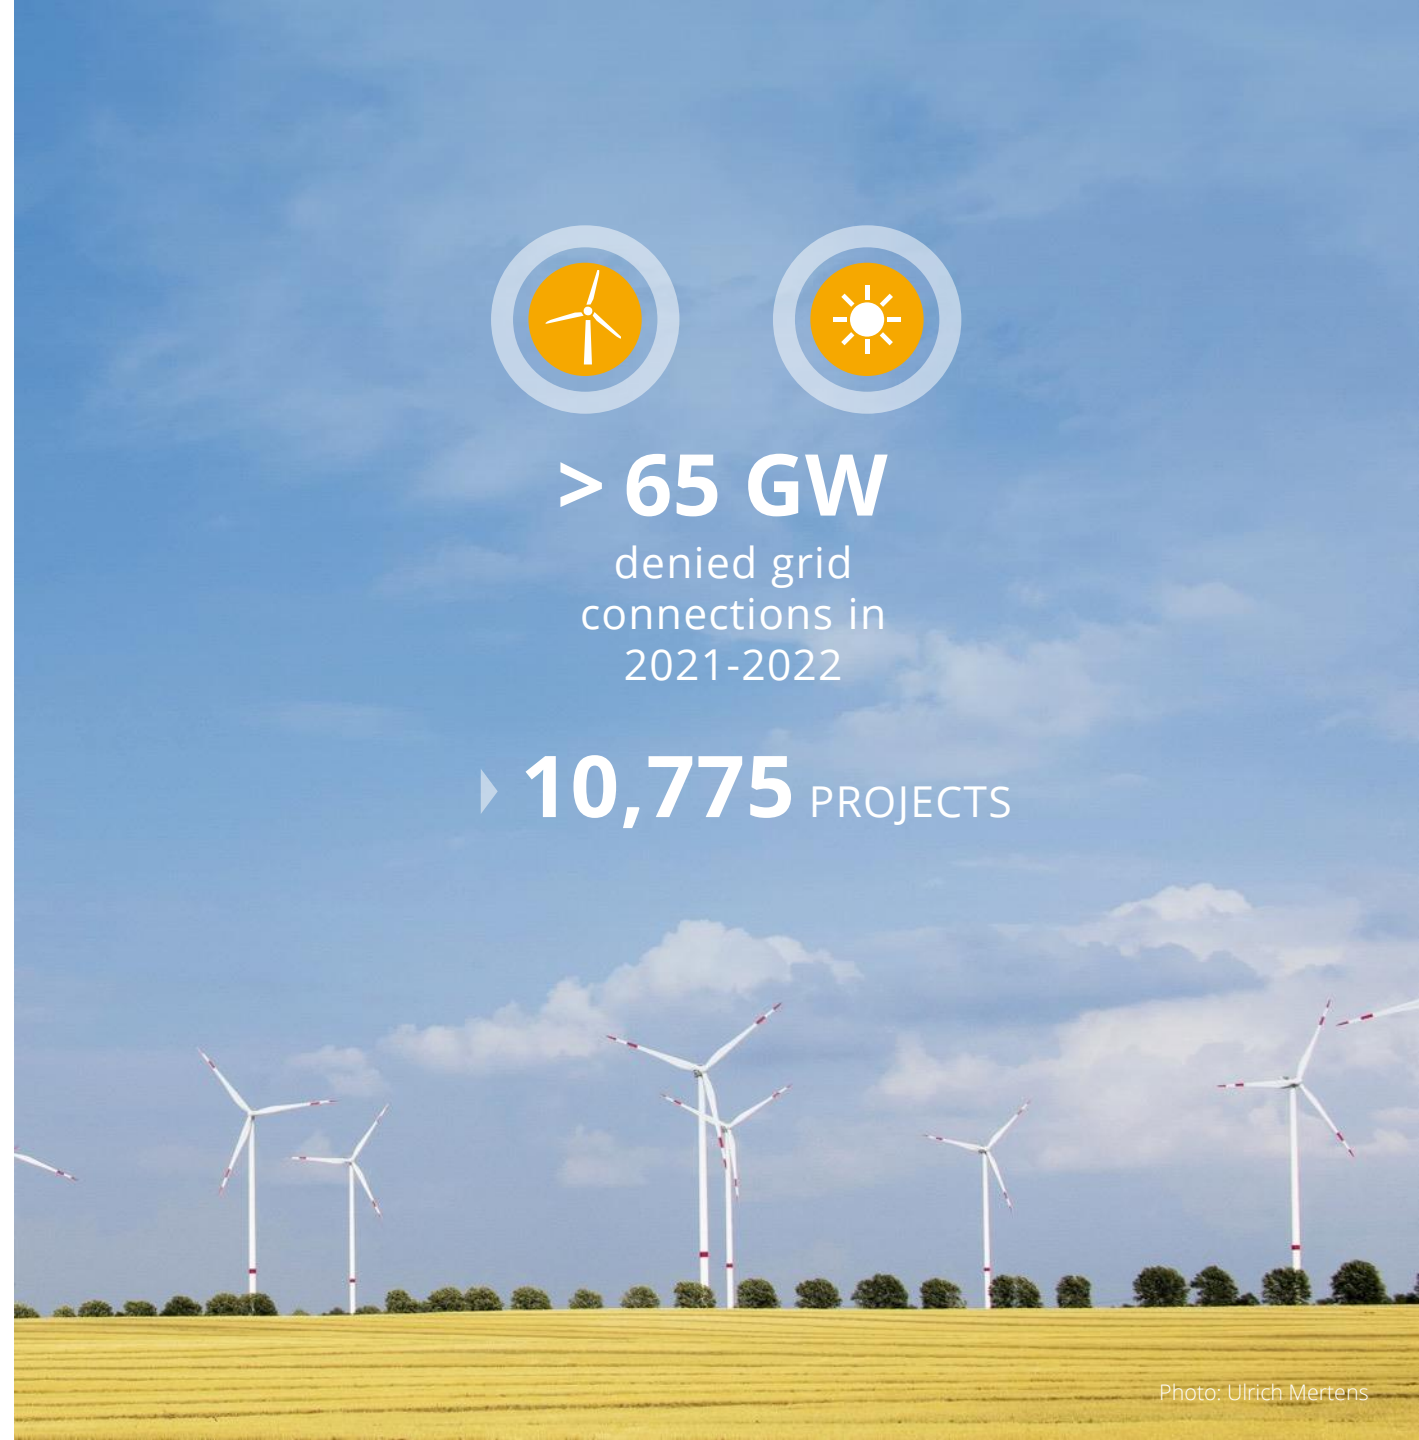 > 65 GW
denied grid
connections in
2021-2022
10,775 PROJECTS
Photo: Ulrich Mertens